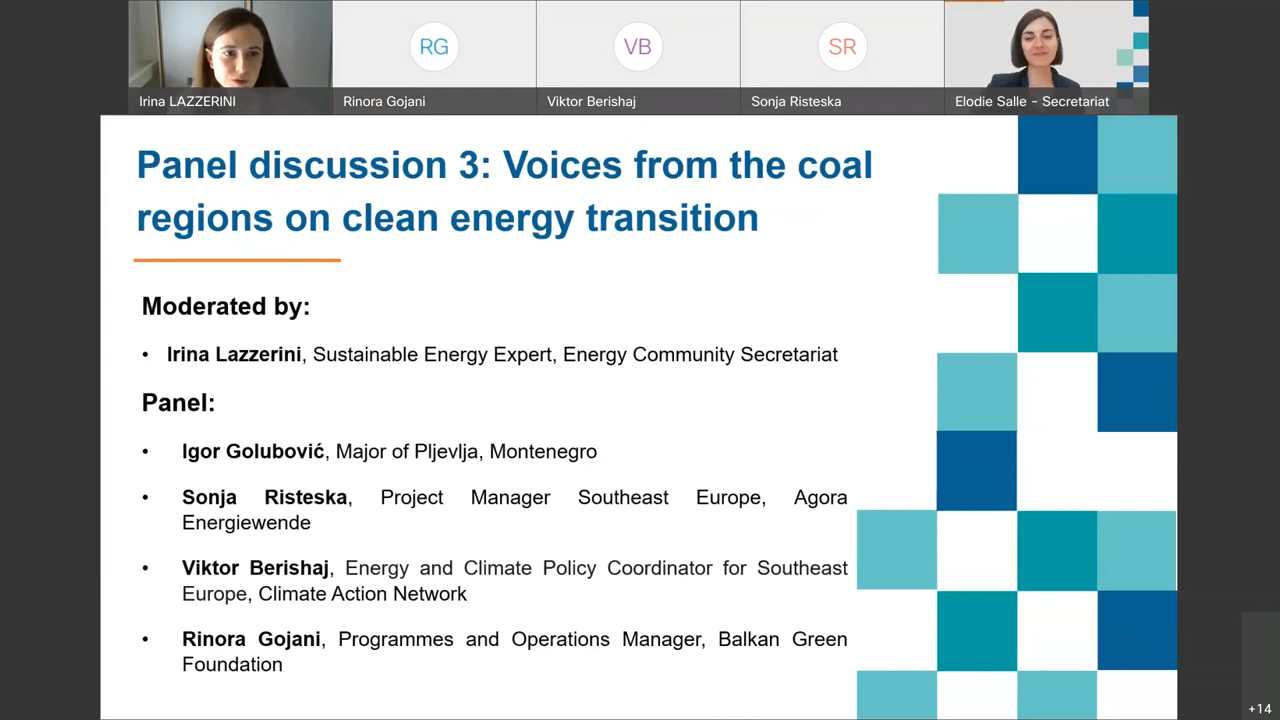 RG
VB
SR
Irina LAZZERINI
Rinora Gojani
Viktor Berishaj
Sonja Risteska
Elodie Salle - Secretariat
Panel discussion 3: Voices from the coal
regions on clean energy transition
Moderated by:
• Irina Lazzerini, Sustainable Energy Expert, Energy Community Secretariat
Panel:
• Igor Golubović, Major of Pljevlja, Montenegro
• Sonja Risteska, Project Manager Southeast Europe, Agora
Energiewende
• Viktor Berishaj, Energy and Climate Policy Coordinator for Southeast
Europe, Climate Action Network
• Rinora Gojani, Programmes and Operations Manager, Balkan Green
Foundation
+14